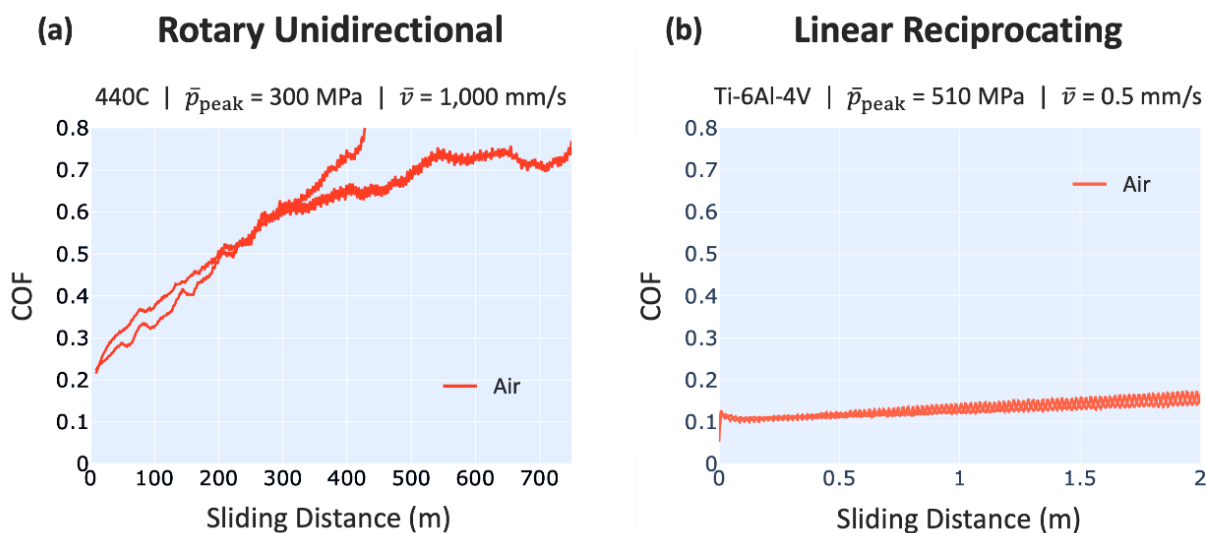 (a) Rotary Unidirectional
440C | p̄peak = 300 MPa | v̄ = 1,000 mm/s
0.8
0.7
0.6
0.5
0.4
0.3
0.2
0.1
0
COF
Air
0 100 200 300 400 500 600 700
Sliding Distance (m)
(b) Linear Reciprocating
Ti-6Al-4V | p̄peak = 510 MPa | v̄ = 0.5 mm/s
0.8
0.7
0.6
0.5
0.4
0.3
0.2
0.1
0
COF
Air
0 0.5 1 1.5 2
Sliding Distance (m)